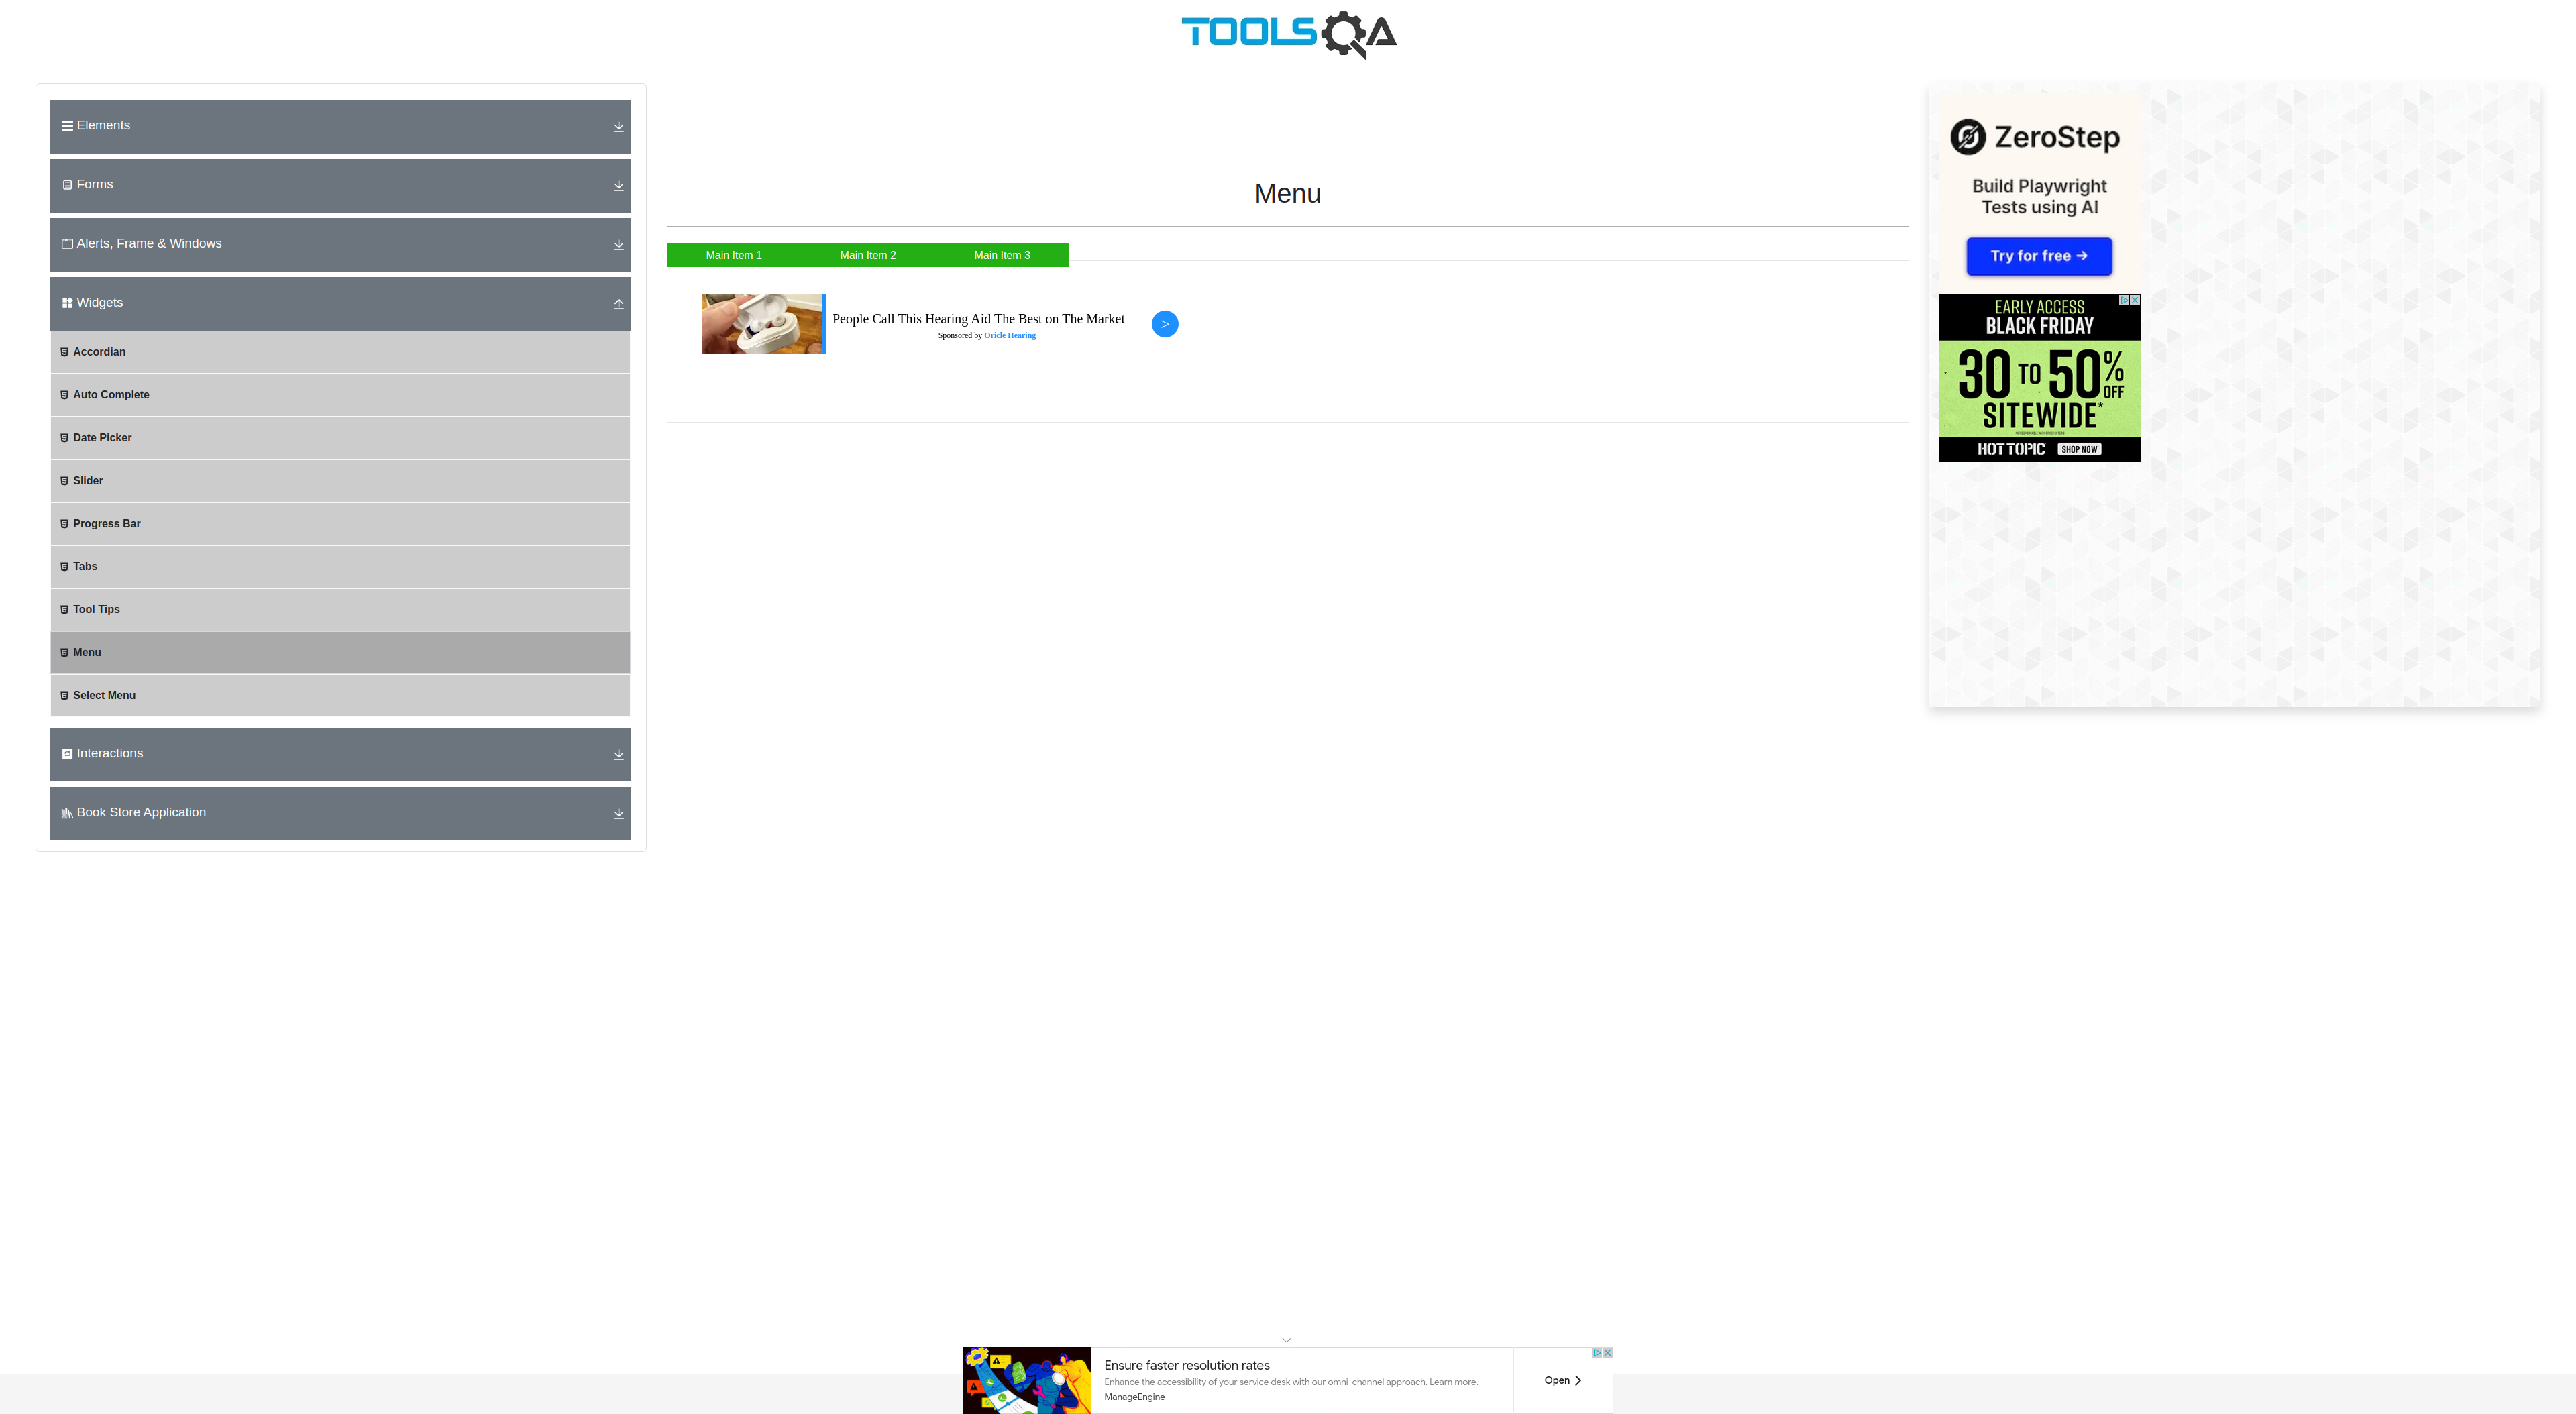 TOOLSQA
Elements
Forms
Alerts, Frame & Windows
Widgets
Accordian
Auto Complete
Date Picker
Slider
Progress Bar
Tabs
Tool Tips
Menu
Select Menu
Interactions
Book Store Application
Menu
Main Item 1 Main Item 2 Main Item 3
People Call This Hearing Aid The Best on The Market
Sponsored by Oricle Hearing
>
ZeroStep
Build Playwright
Tests using AI
Try for free →
EARLY ACCESS
BLACK FRIDAY
30 TO 50% OFF
SITEWIDE*
HOT TOPIC SHOP NOW
Ensure faster resolution rates
Enhance the accessibility of your service desk with our omni-channel approach. Learn more.
ManageEngine
Open